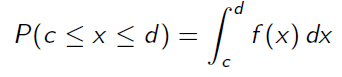 P(c ≤ x ≤ d) = ∫_c^d f(x) dx